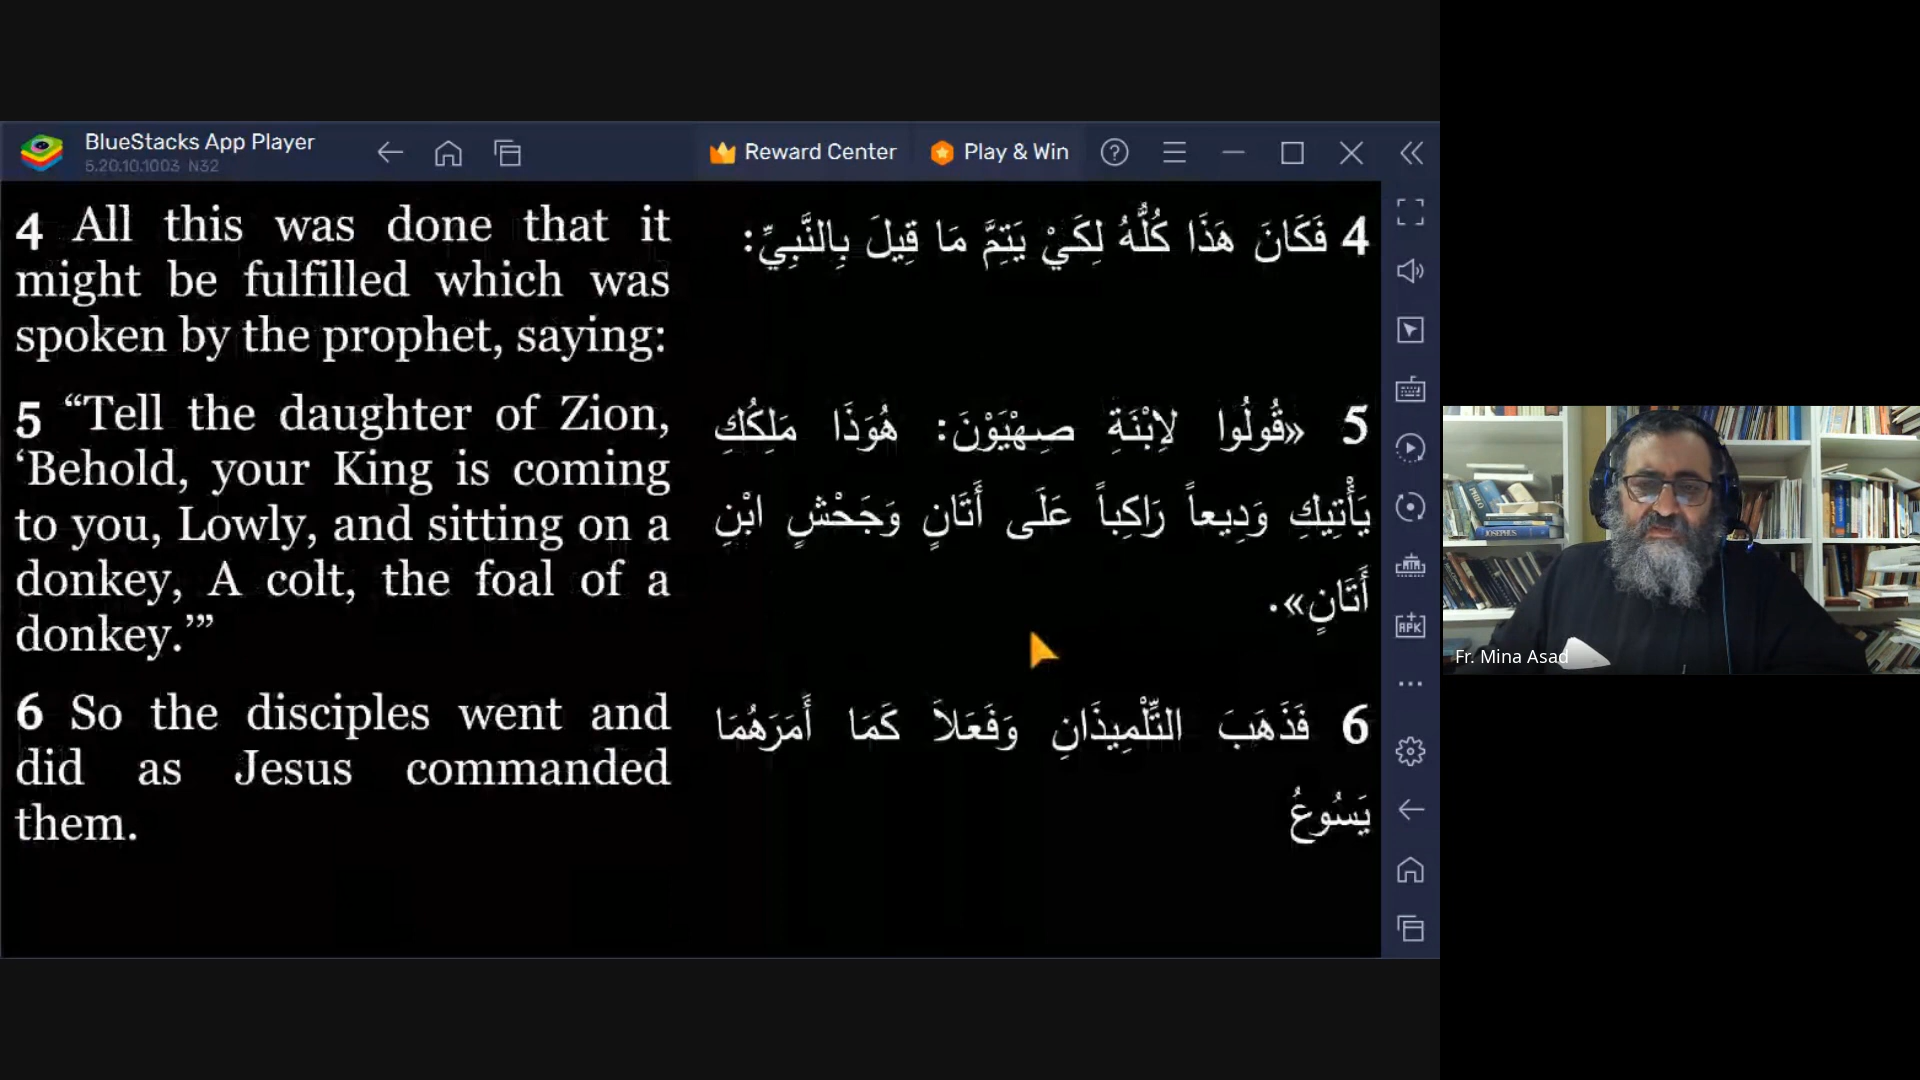 BlueStacks App Player
5.20.10.1003 N32
Reward Center
Play & Win
4 All this was done that it
might be fulfilled which was
spoken by the prophet, saying:
5 “Tell the daughter of Zion,
‘Behold, your King is coming
to you, Lowly, and sitting on a
donkey, A colt, the foal of a
donkey.’”
6 So the disciples went and
did as Jesus commanded
them.
4 فَكَانَ هَذَا كُلُّهُ لِكَيْ يَتِمَّ مَا قِيلَ بِالنَّبِيِّ:
5 «قُولُوا لاِبْنَةِ صِهْيَوْنَ: هُوَذَا مَلِكُكِ
يَأْتِيكِ وَدِيعاً رَاكِباً عَلَى أَتَانٍ وَجَحْشٍ ابْنِ
أَتَانٍ».
6 فَذَهَبَ التِّلْمِيذَانِ وَفَعَلاَ كَمَا أَمَرَهُمَا
يَسُوعُ
APK
PHILO
JOSEPHUS
Fr. Mina Asad